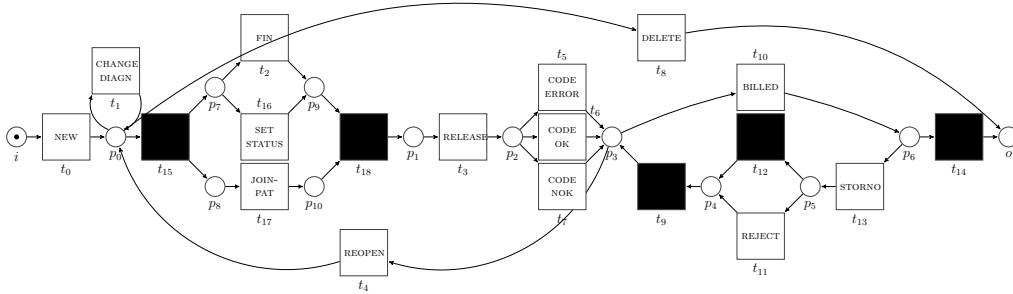 FIN
t2
DELETE
t8
CHANGE
DIAGN
t1
t5
CODE
ERROR
t10
BILLED
p7
t16
p9
t6
i
NEW
t0
p0
t15
SET
STATUS
t18
p1
RELEASE
t3
p2
CODE
OK
p3
t12
p6
t14
o
p8
JOIN-
PAT
t17
p10
CODE
NOK
t7
t9
p4
p5
STORNO
t13
REJECT
t11
REOPEN
t4